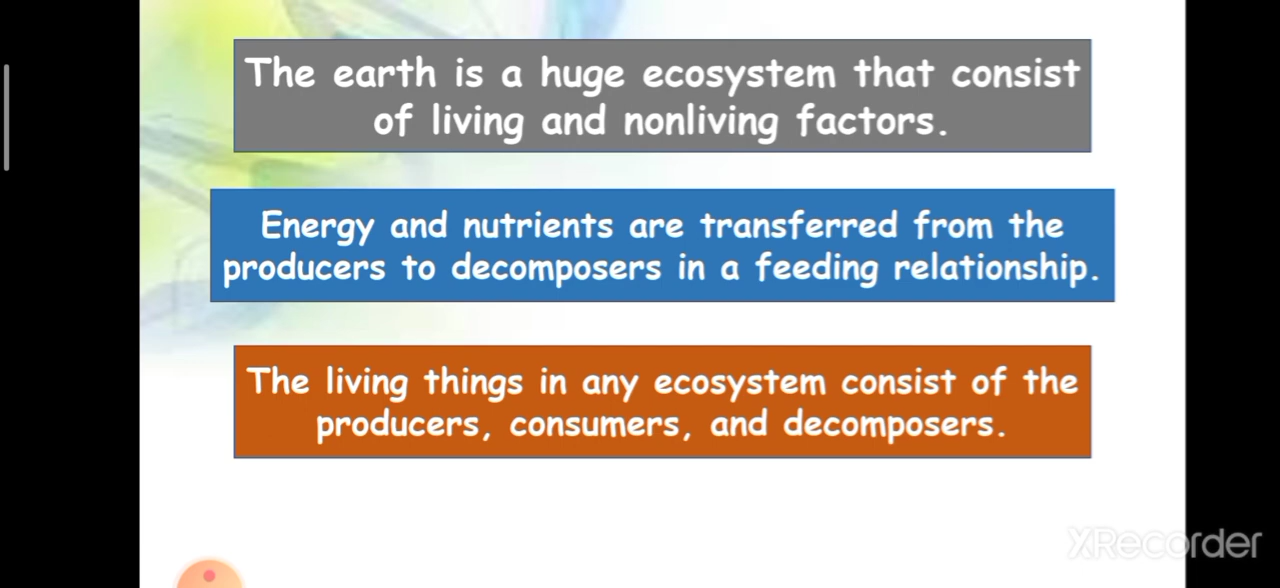 The earth is a huge ecosystem that consist
of living and nonliving factors.
Energy and nutrients are transferred from the
producers to decomposers in a feeding relationship.
The living things in any ecosystem consist of the
producers, consumers, and decomposers.
XRecorder